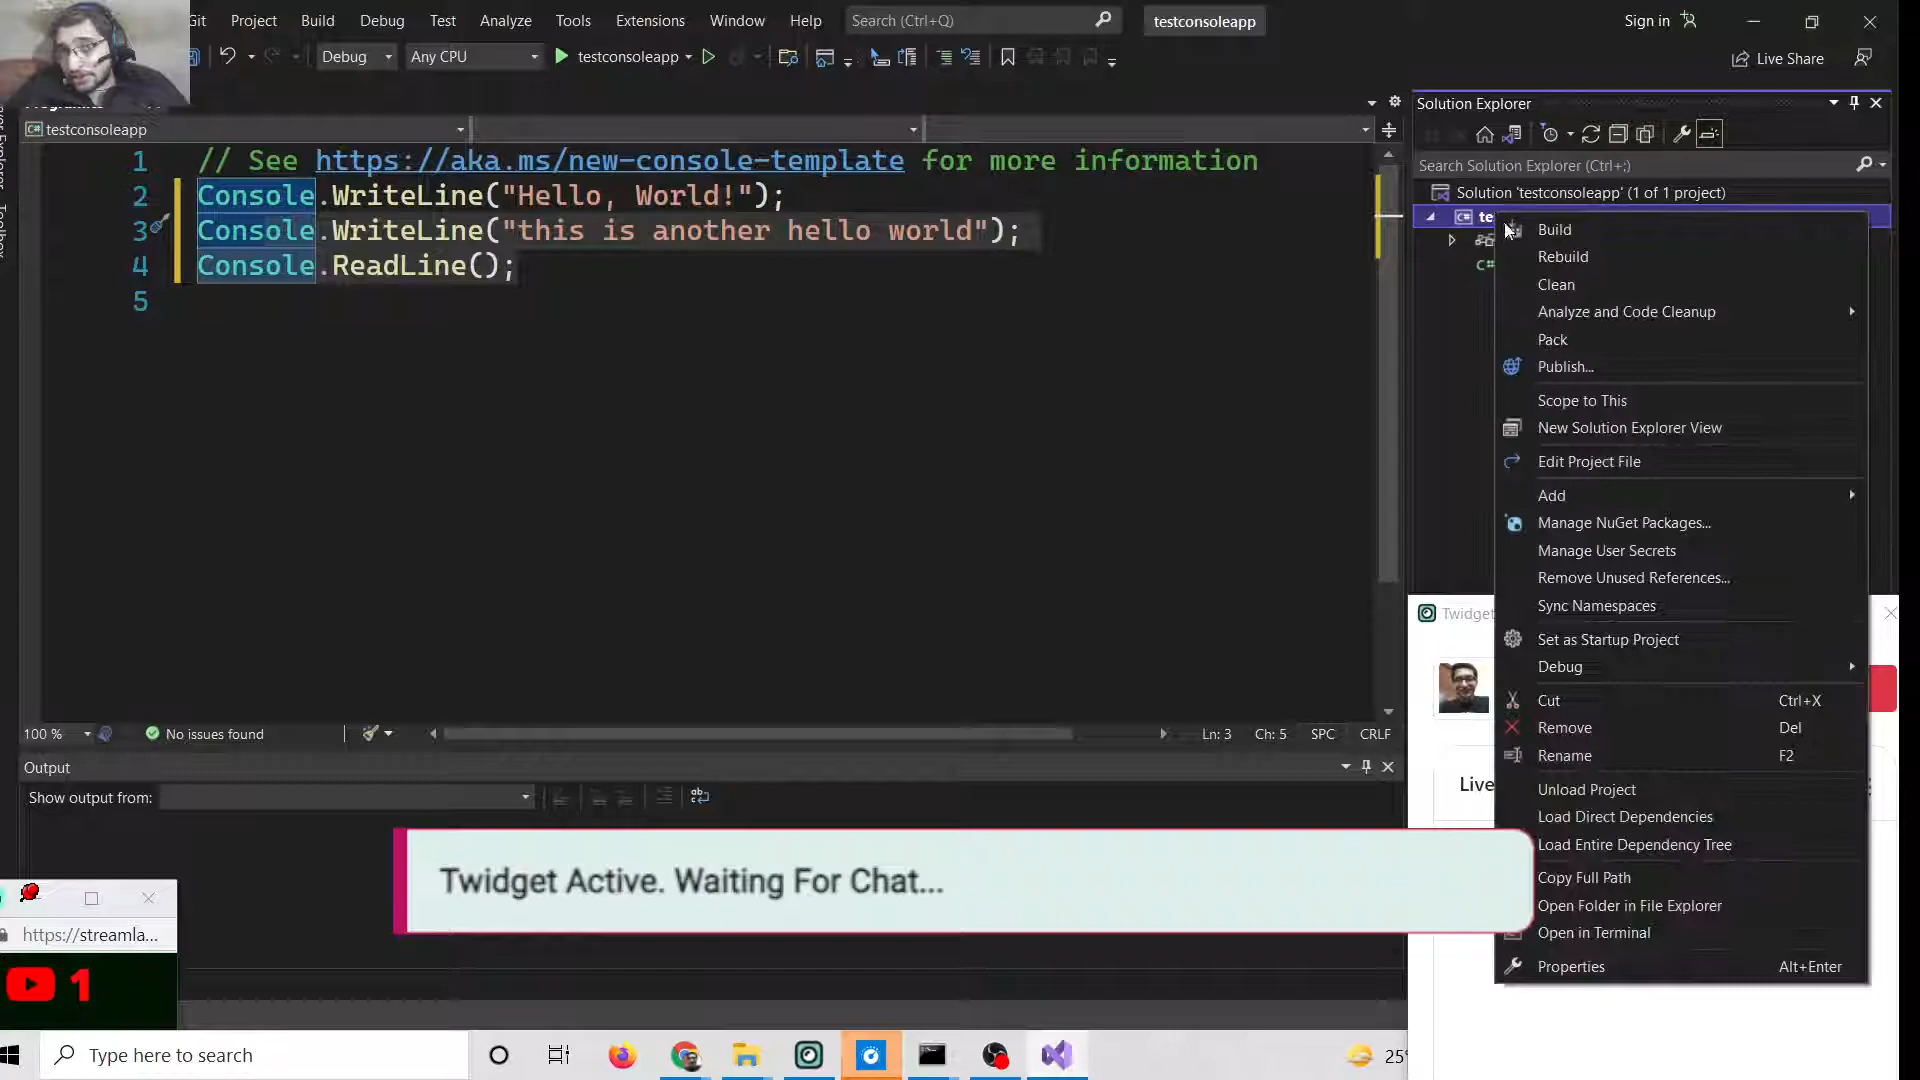 Git Project Build Debug Test Analyze Tools Extensions Window Help Search (Ctrl+Q) testconsoleapp Sign in
Debug Any CPU testconsoleapp Live Share
Solution Explorer
testconsoleapp
Search Solution Explorer (Ctrl+;)
Solution 'testconsoleapp' (1 of 1 project)
te
1 // See https://aka.ms/new-console-template for more information
2 Console.WriteLine("Hello, World!");
3 Console.WriteLine("this is another hello world");
4 Console.ReadLine();
5
Build
Rebuild
Clean
Analyze and Code Cleanup
Pack
Publish...
Scope to This
New Solution Explorer View
Edit Project File
Add
Manage NuGet Packages...
Manage User Secrets
Remove Unused References...
Sync Namespaces
Set as Startup Project
Debug
Cut Ctrl+X
Remove Del
Rename F2
Unload Project
Load Direct Dependencies
Load Entire Dependency Tree
Copy Full Path
Open Folder in File Explorer
Open in Terminal
Properties Alt+Enter
Twidget
Live
100 % No issues found Ln: 3 Ch: 5 SPC CRLF
Output
Show output from:
Twidget Active. Waiting For Chat...
https://streamla...
1
Type here to search
25°